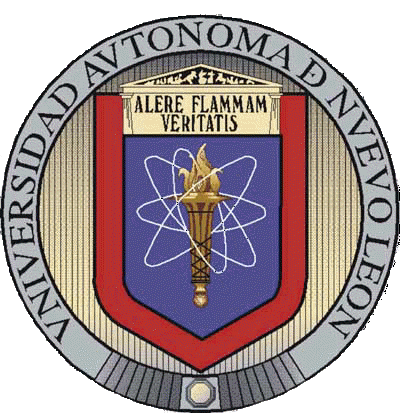 VNIVERSIDAD AVTONOMA Ð NVEVO LEON
ALERE FLAMMAM
VERITATIS